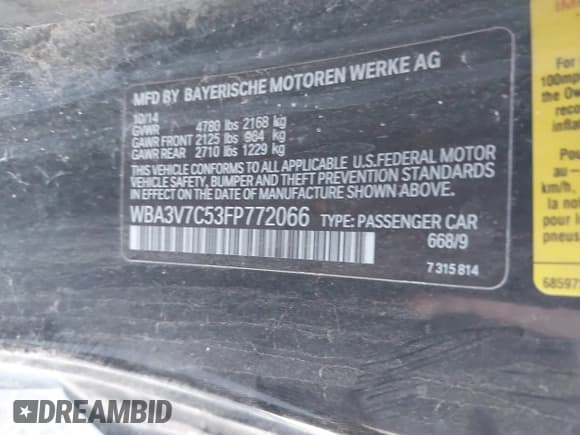 MFD BY BAYERISCHE MOTOREN WERKE AG
10/14
GVWR 4780 lbs 2168 kg
GAWR FRONT 2125 lbs 964 kg
GAWR REAR 2710 lbs 1229 kg
THIS VEHICLE CONFORMS TO ALL APPLICABLE U.S.FEDERAL MOTOR
VEHICLE SAFETY, BUMPER AND THEFT PREVENTION STANDARDS
IN EFFECT ON THE DATE OF MANUFACTURE SHOWN ABOVE.
WBA3V7C53FP772066 TYPE: PASSENGER CAR
668/9
7 315 814
For
100mp
the Ow
reco
infla
Pou
au—
km/h,
la no
pour
pneus
68597
DREAMBID